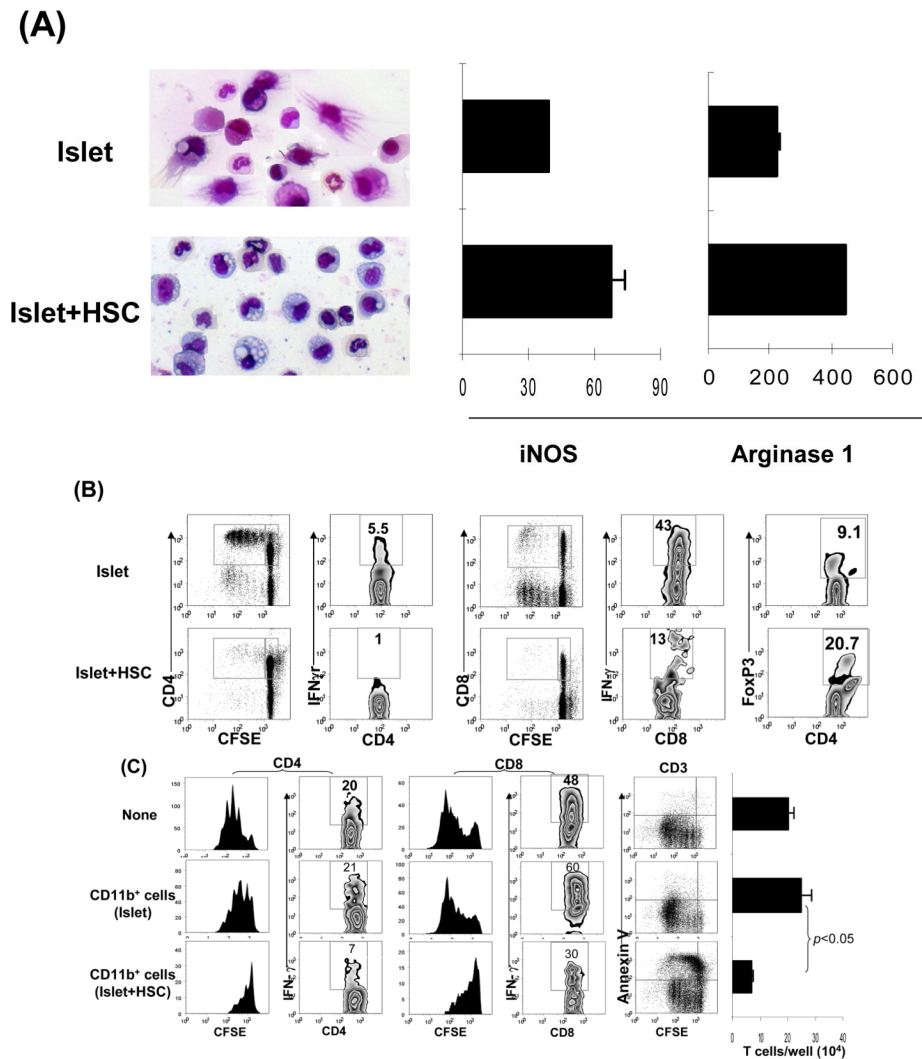 (A)
Islet
Islet+HSC
0 30 60 90
0 200 400 600
iNOS Arginase 1
(B)
Islet
5.5
43
9.1
Islet+HSC
1
13
20.7
CD4
IFNγr
CD8
IFN-γ
FoxP3
CFSE CD4 CFSE CD8 CD4
(C)
CD4 CD8 CD3
None
20
48
CD11b⁺ cells
(Islet)
21
60
p<0.05
CD11b⁺ cells
(Islet+HSC)
7
30
IFN-γ
IFN-γ
Annexin V
CFSE CD4 CFSE CD8 CFSE
0 10 20 30 40
T cells/well (10⁴)